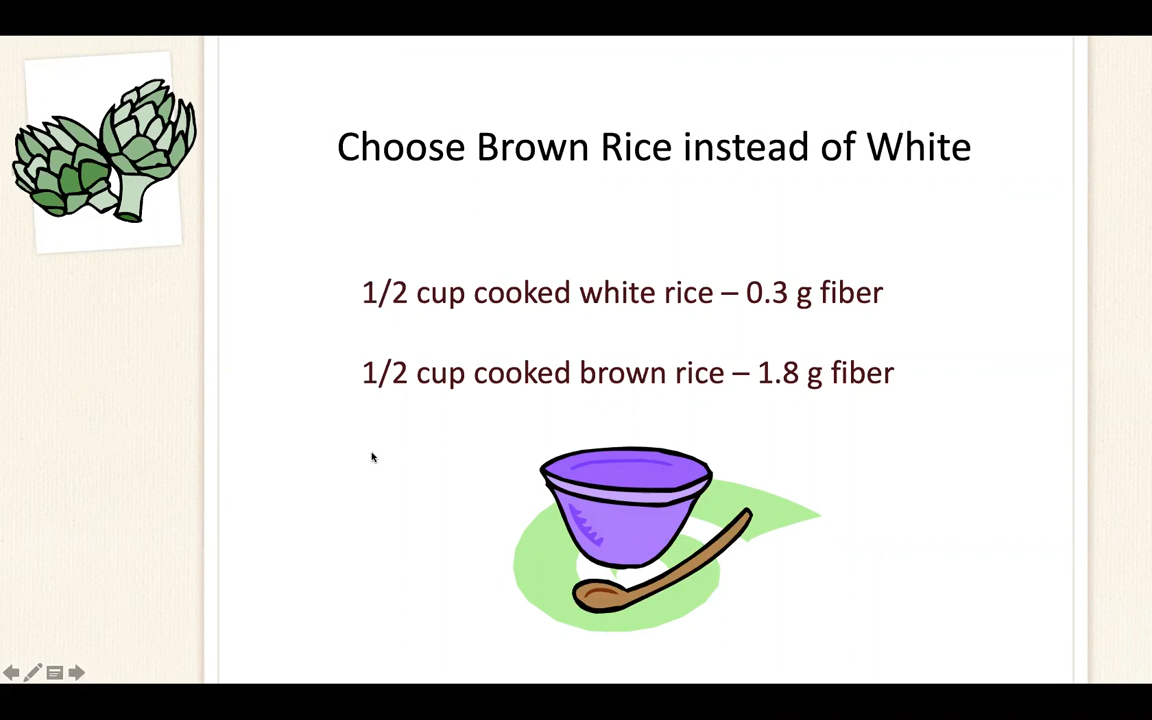 Choose Brown Rice instead of White
1/2 cup cooked white rice – 0.3 g fiber
1/2 cup cooked brown rice – 1.8 g fiber